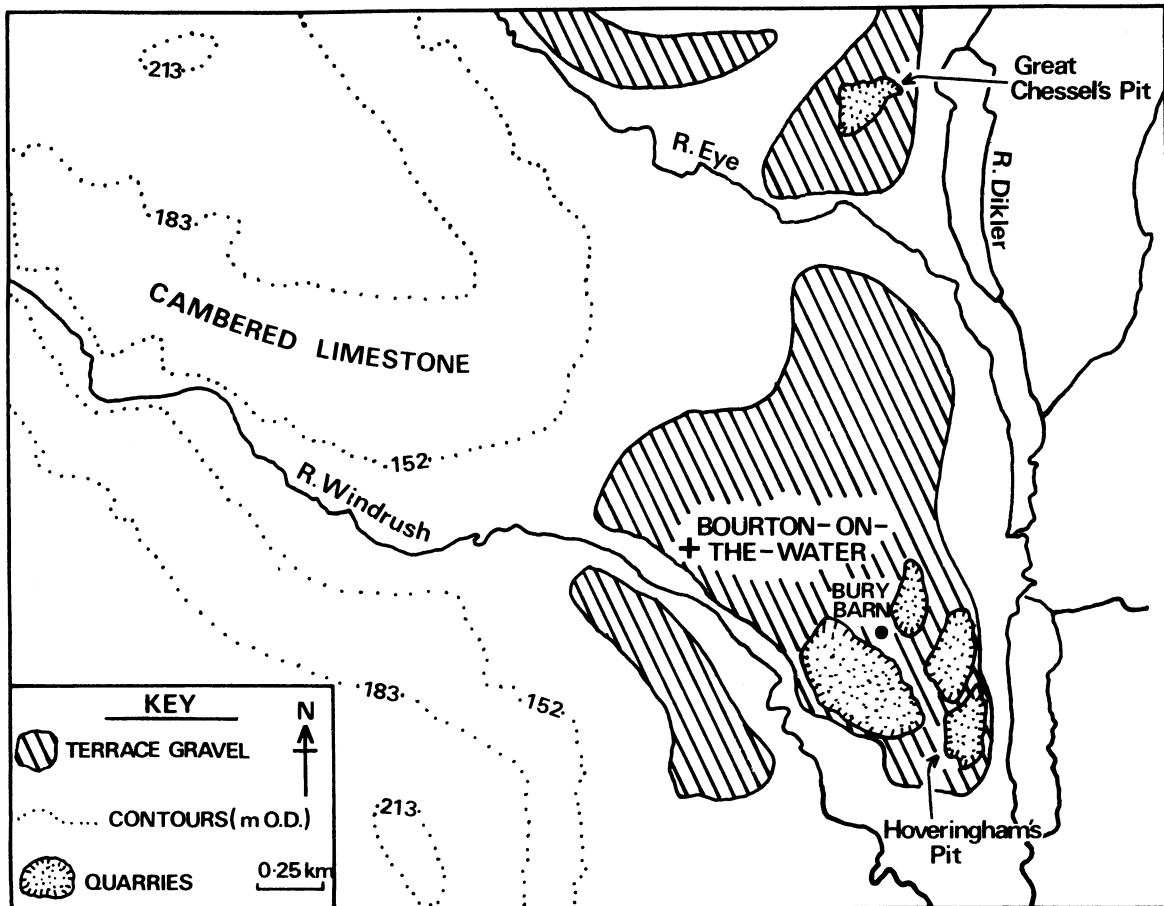 213
Great
Chessel's Pit
R. Eye
R. Dikler
183
CAMBERED LIMESTONE
152
R. Windrush
BOURTON-ON-
THE-WATER
BURY
BARN
183
152
213
Hoveringham's
Pit
KEY
N
TERRACE GRAVEL
CONTOURS (m O.D.)
QUARRIES
0·25 km